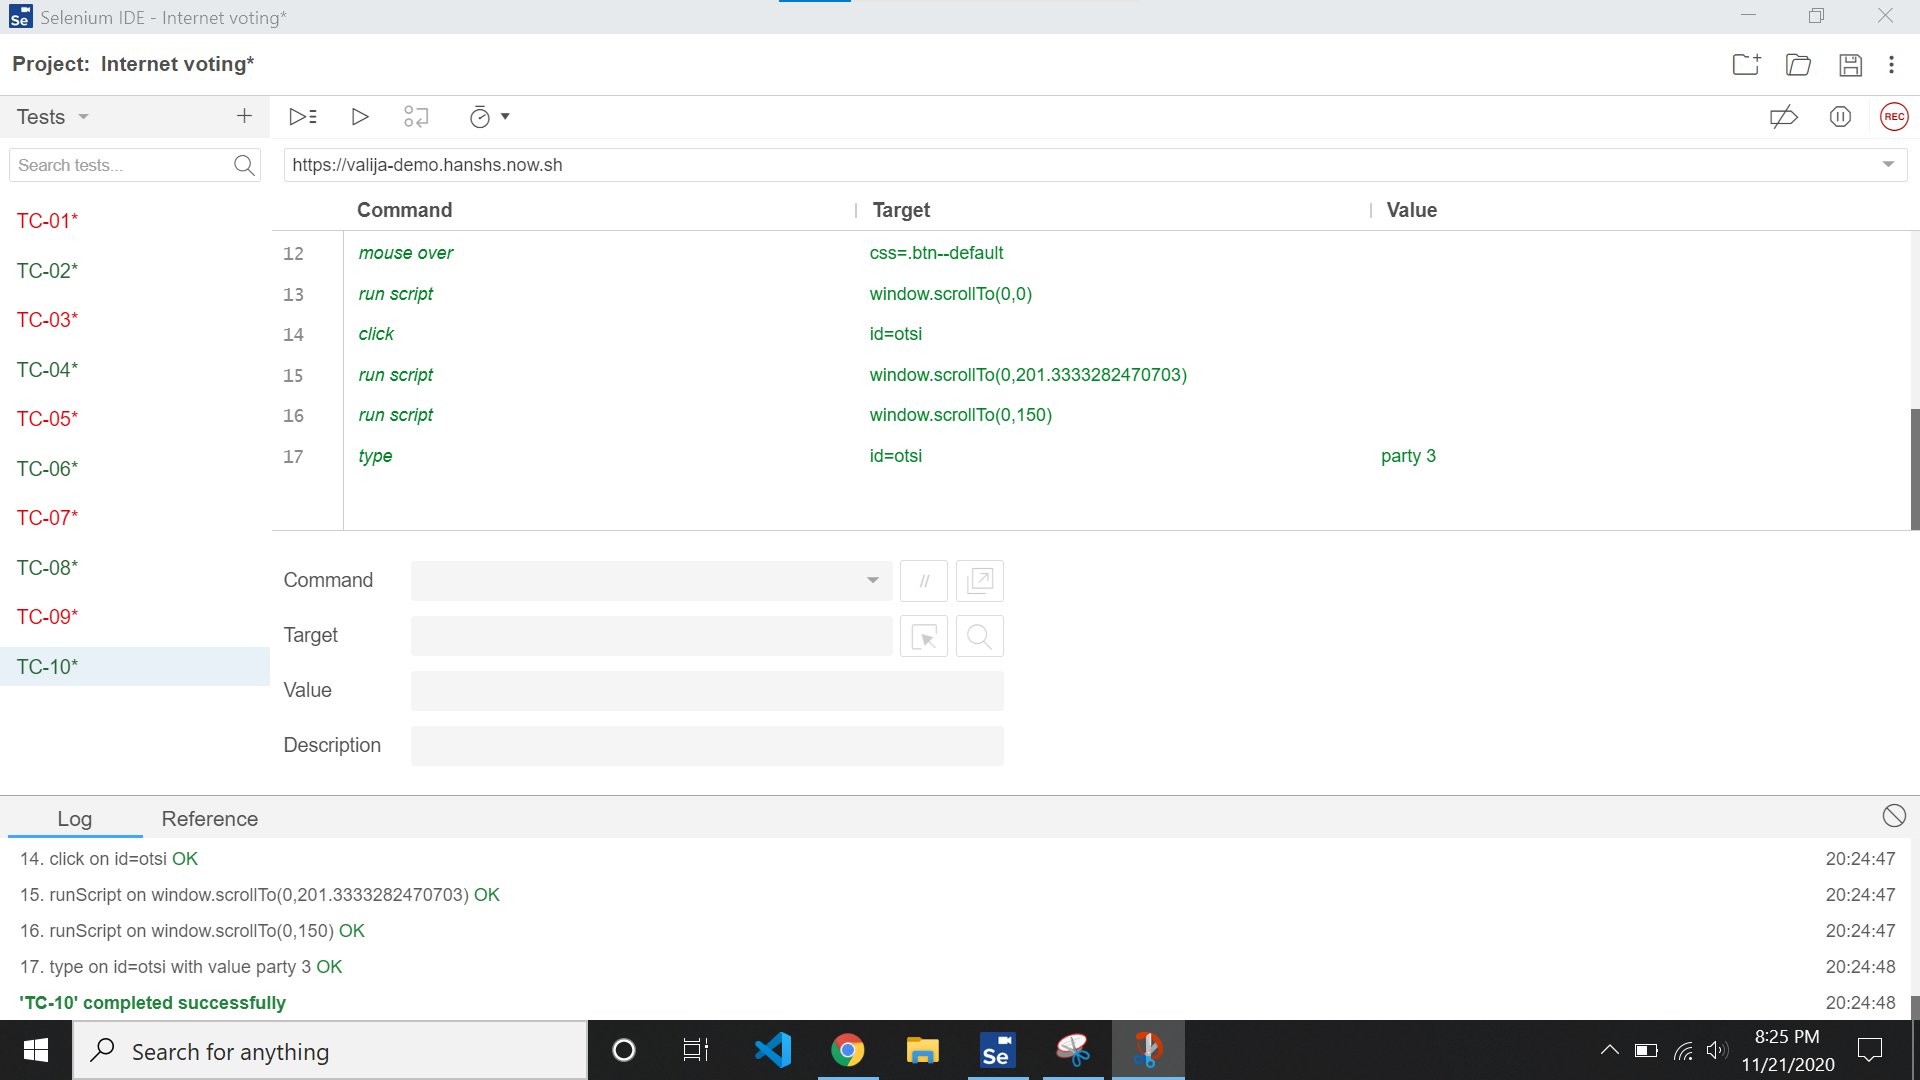 Se Selenium IDE - Internet voting*
Project: Internet voting*
Tests
REC
Search tests...
https://valija-demo.hanshs.now.sh
Command Target Value
TC-01*
TC-02*
TC-03*
TC-04*
TC-05*
TC-06*
TC-07*
TC-08*
TC-09*
TC-10*
12 mouse over css=.btn--default
13 run script window.scrollTo(0,0)
14 click id=otsi
15 run script window.scrollTo(0,201.3333282470703)
16 run script window.scrollTo(0,150)
17 type id=otsi party 3
Command //
Target
Value
Description
Log Reference
14. click on id=otsi OK 20:24:47
15. runScript on window.scrollTo(0,201.3333282470703) OK 20:24:47
16. runScript on window.scrollTo(0,150) OK 20:24:47
17. type on id=otsi with value party 3 OK 20:24:48
'TC-10' completed successfully 20:24:48
Search for anything
Se
8:25 PM
11/21/2020